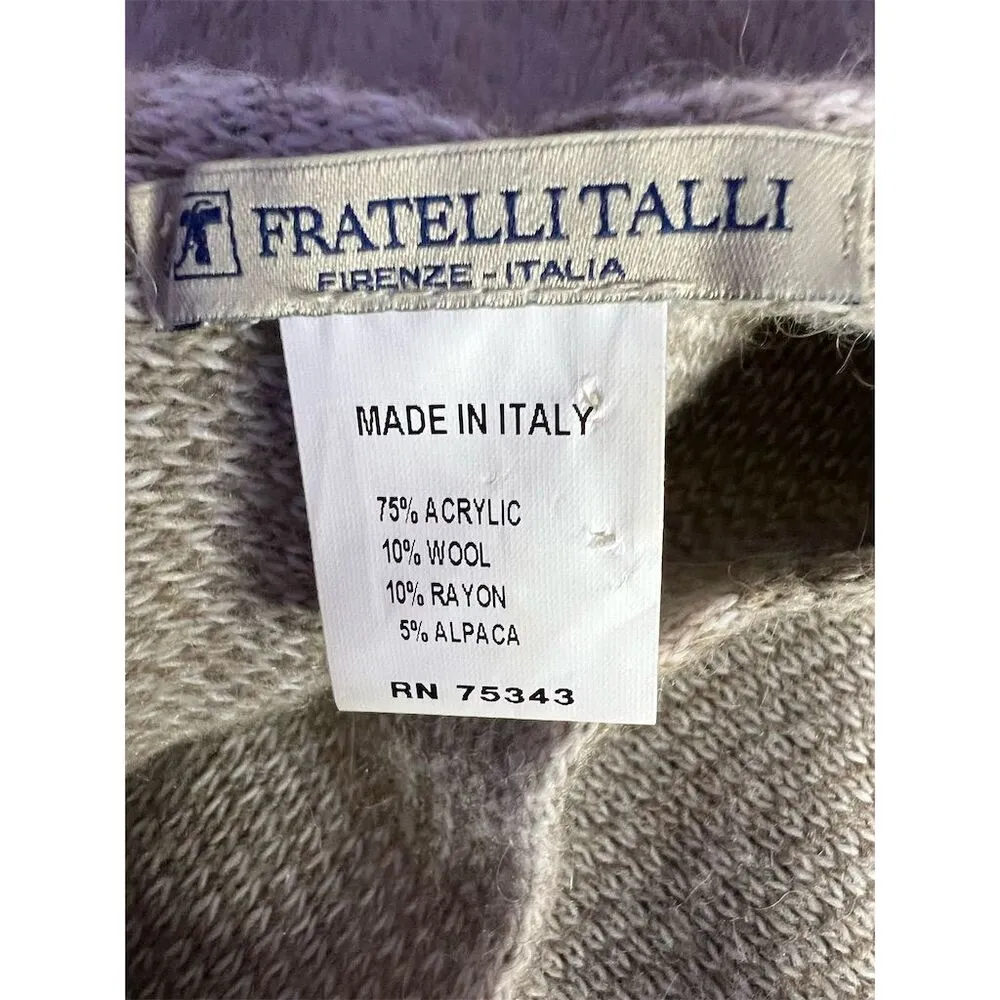 FRATELLI TALLI
FIRENZE - ITALIA
MADE IN ITALY
75% ACRYLIC
10% WOOL
10% RAYON
5% ALPACA
RN 75343